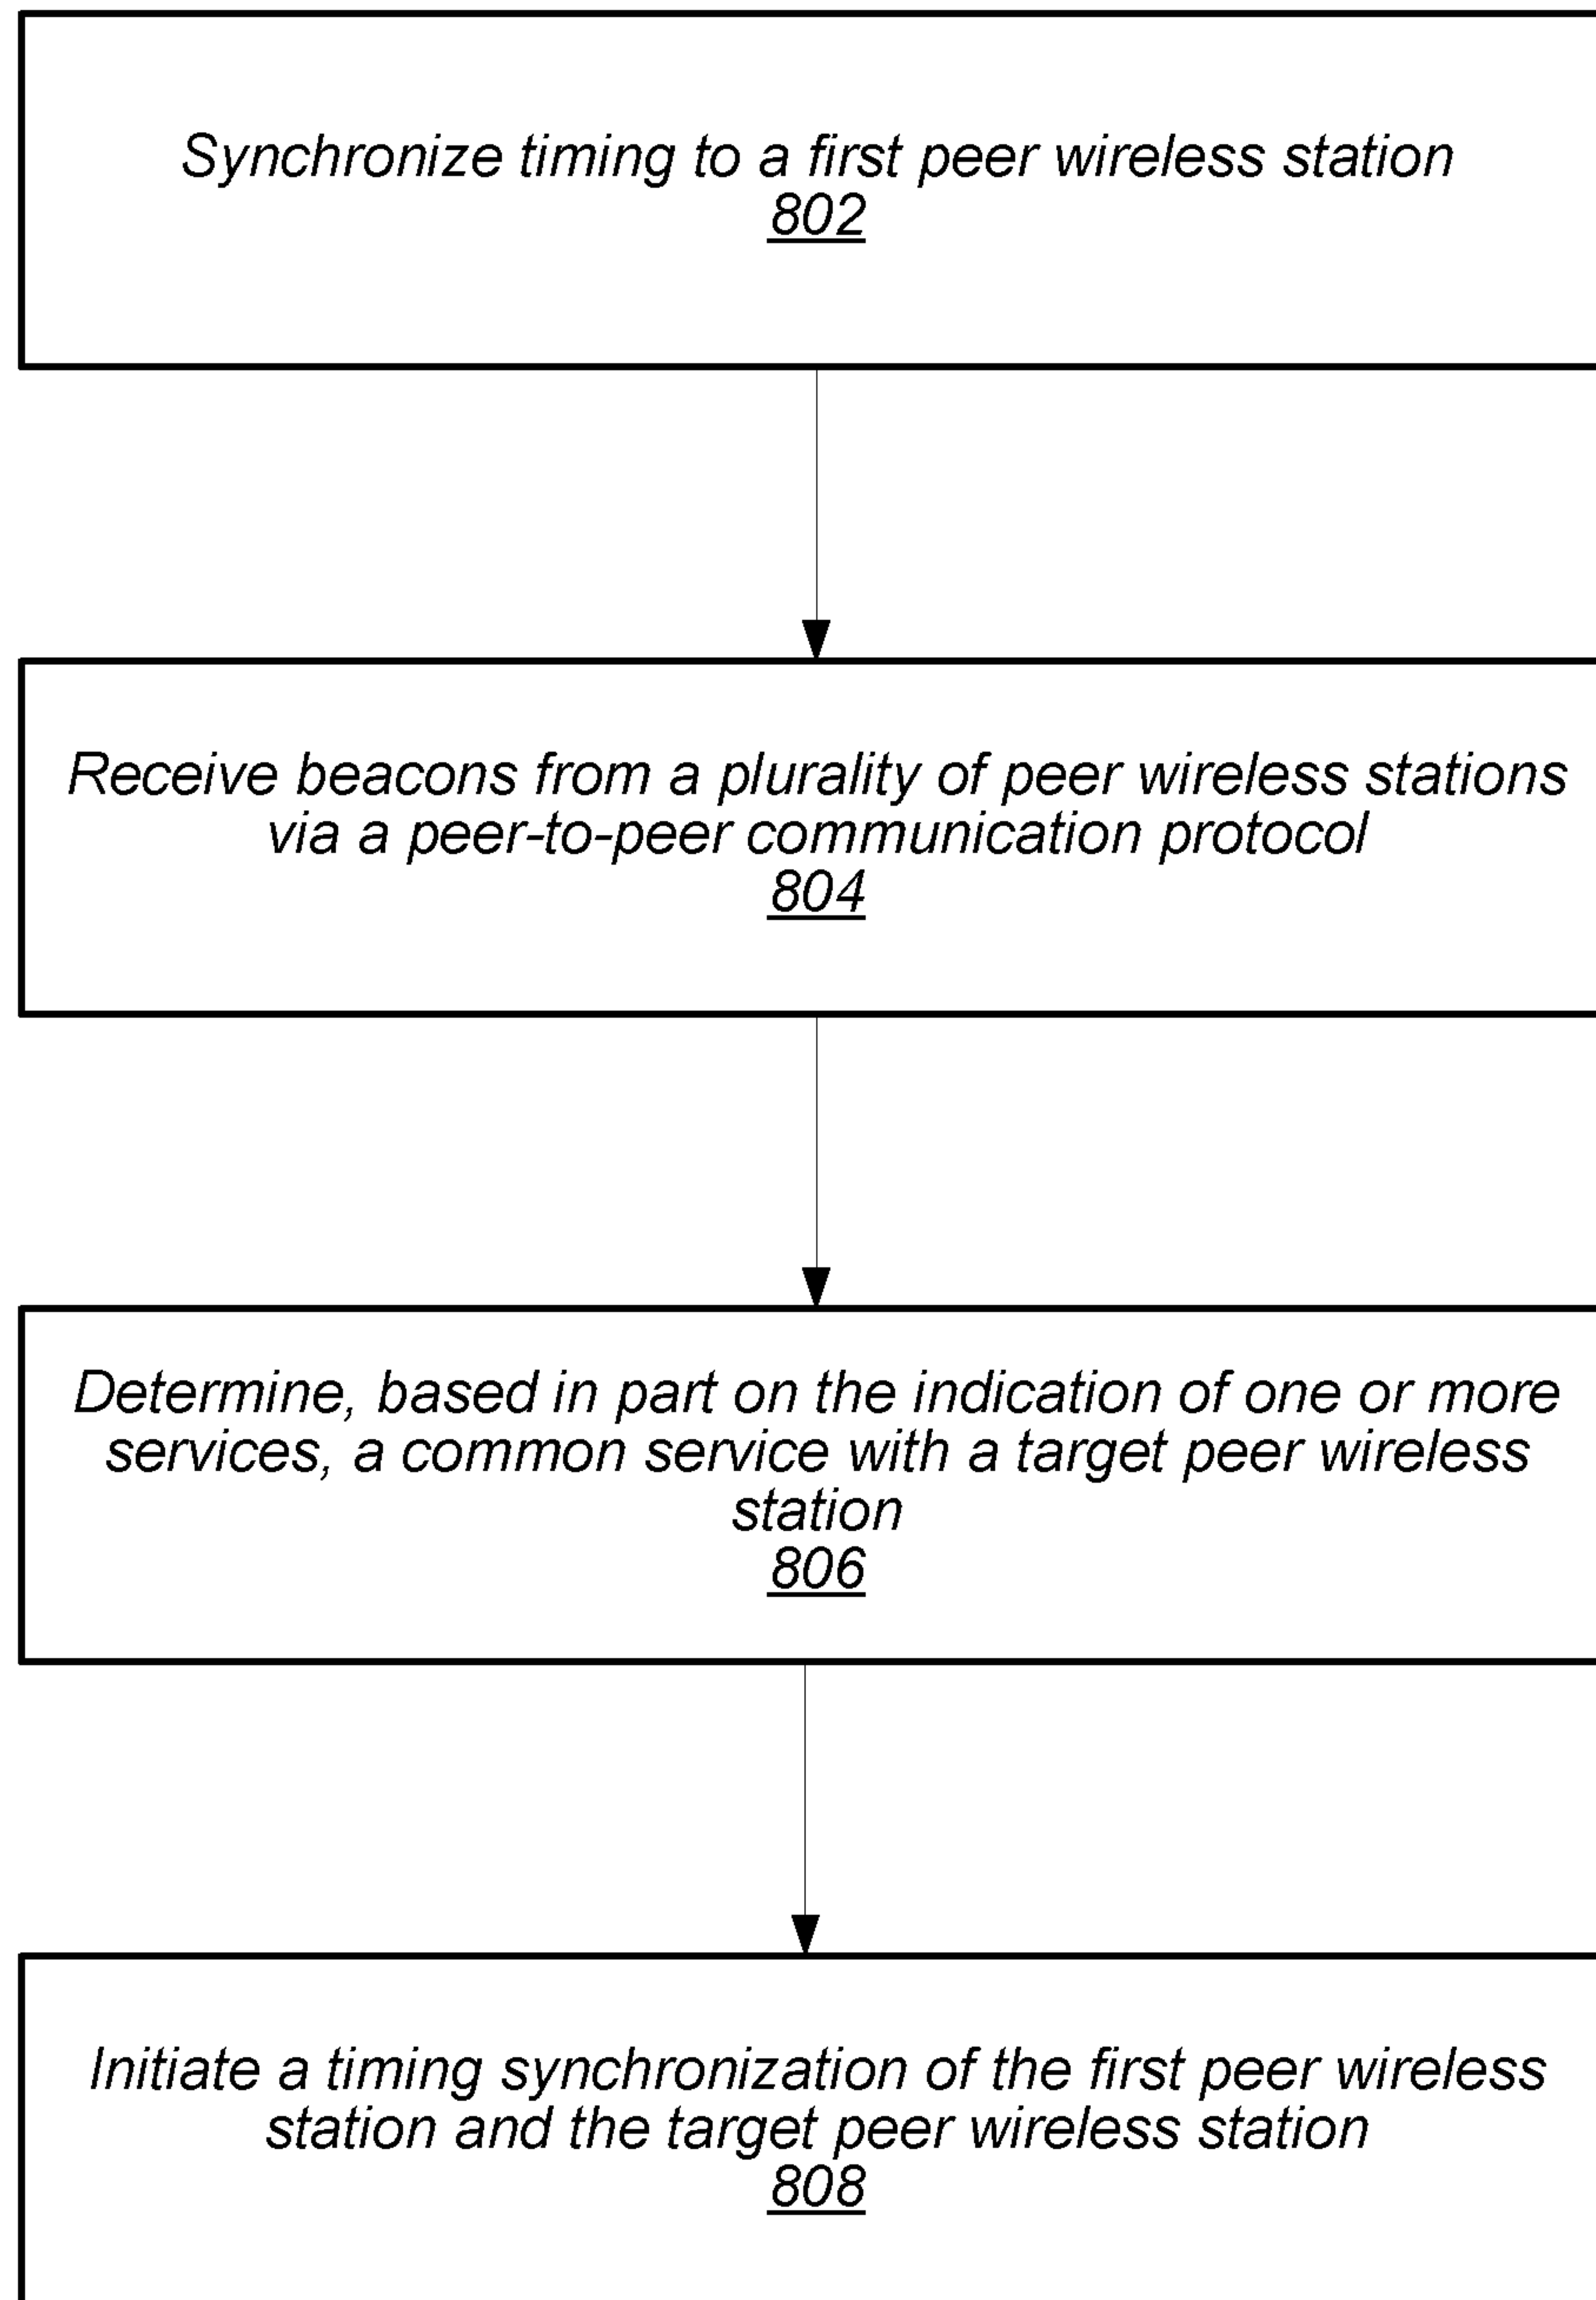 Synchronize timing to a first peer wireless station
802
Receive beacons from a plurality of peer wireless stations
via a peer-to-peer communication protocol
804
Determine, based in part on the indication of one or more
services, a common service with a target peer wireless
station
806
Initiate a timing synchronization of the first peer wireless
station and the target peer wireless station
808